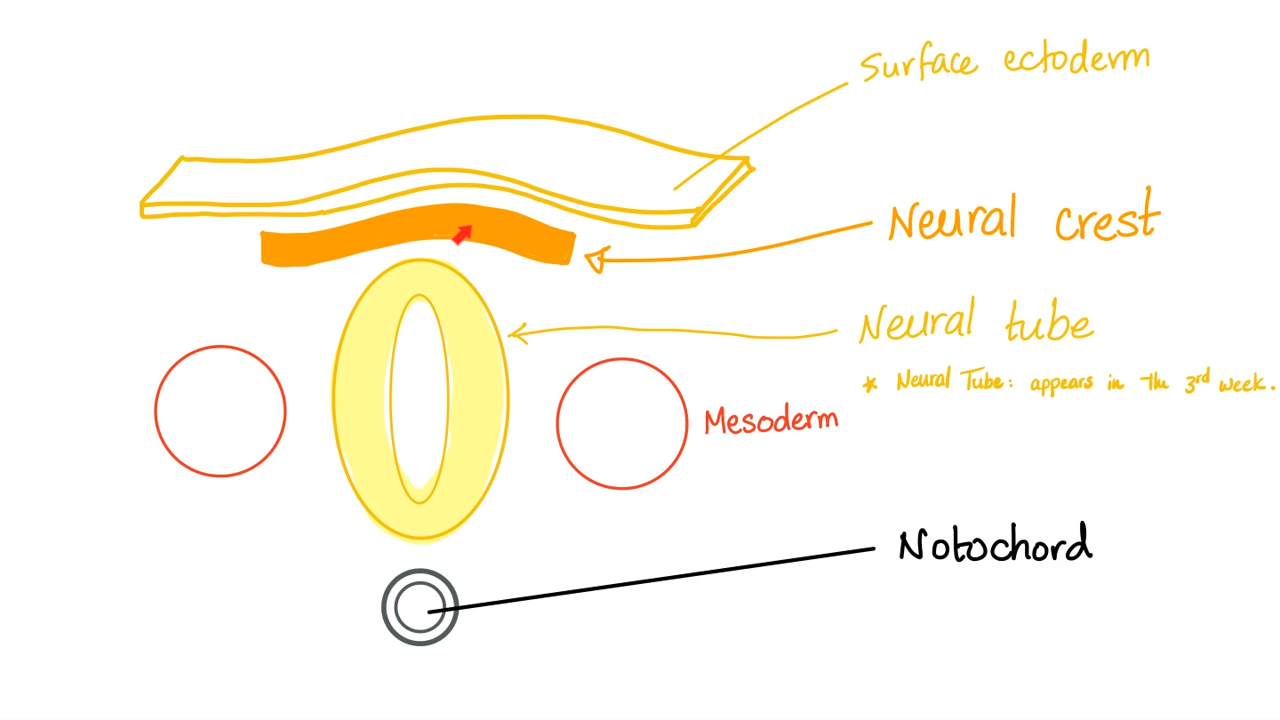 Surface ectoderm
Neural crest
Neural tube
* Neural Tube: appears in the 3rd week.
Mesoderm
Notochord